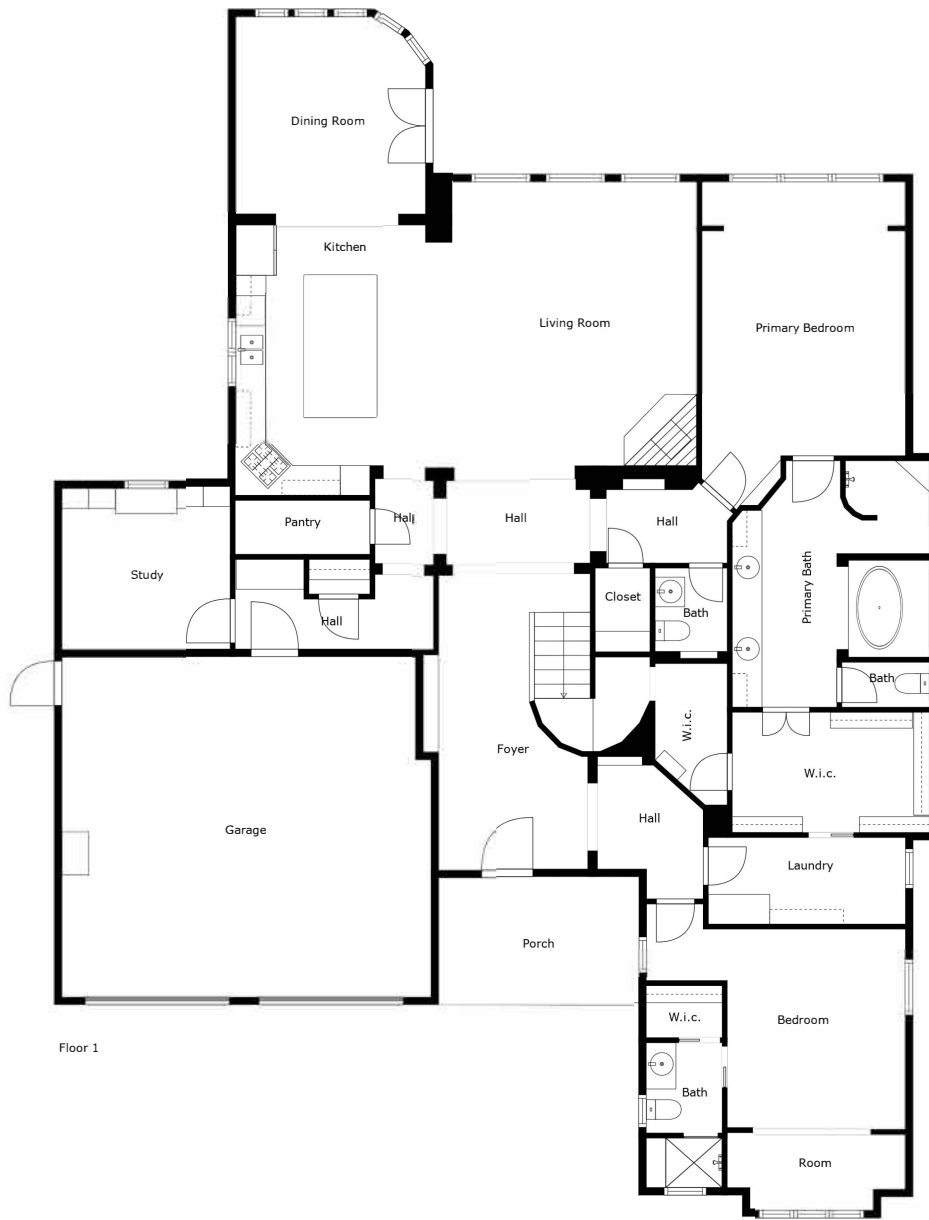 Dining Room
Kitchen
Living Room
Primary Bedroom
Pantry
Hall
Hall
Hall
Study
Hall
Closet
Bath
Primary Bath
Bath
Foyer
W.i.c.
W.i.c.
Garage
Hall
Laundry
Porch
W.i.c.
Bedroom
Floor 1
Bath
Room